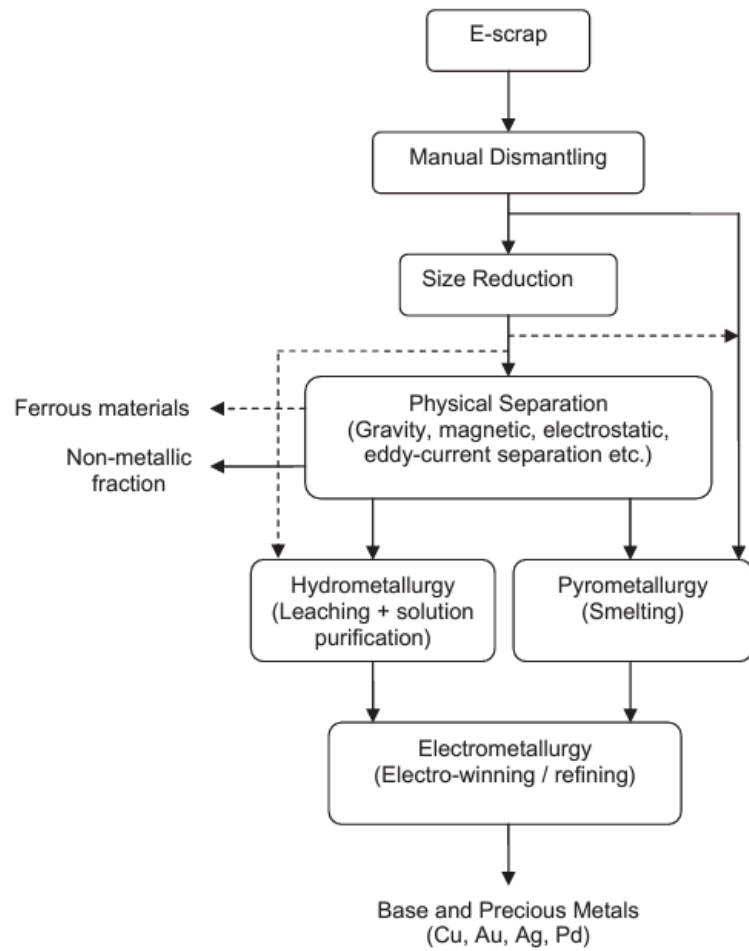 E-scrap
Manual Dismantling
Size Reduction
Physical Separation
(Gravity, magnetic, electrostatic,
eddy-current separation etc.)
Ferrous materials
Non-metallic
fraction
Hydrometallurgy
(Leaching + solution
purification)
Pyrometallurgy
(Smelting)
Electrometallurgy
(Electro-winning / refining)
Base and Precious Metals
(Cu, Au, Ag, Pd)